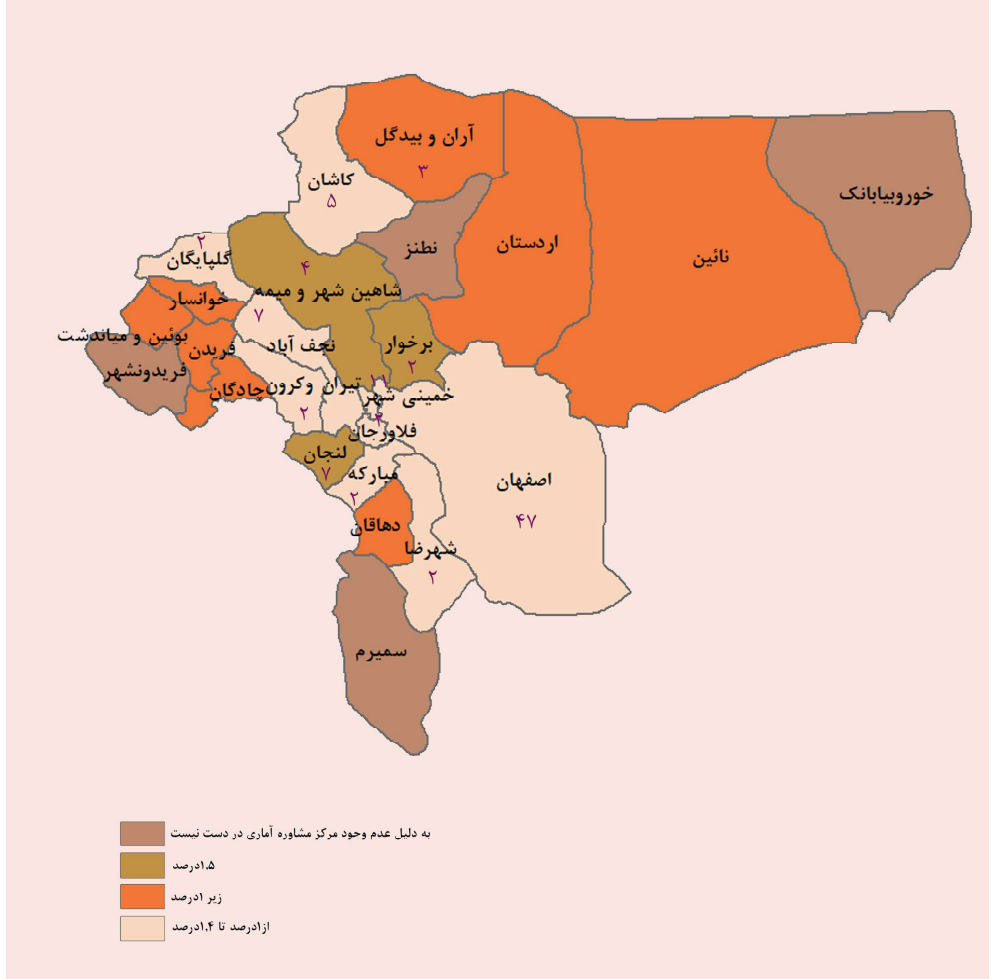 آران و بیدگل
۳
کاشان
۵
خوروبیابانک
نطنز
اردستان
نائین
۲
گلپایگان
۴
شاهین شهر و میمه
خوانسار
۷
نجف آباد
بوئین و میاندشت
برخوار
۲
فریدن
فریدونشهر
چادگان
تیران وکرون
۲
۱۱
خمینی شهر
۴
فلاورجان
لنجان
۷
مبارکه
۲
اصفهان
۴۷
دهاقان
شهرضا
۲
سمیرم
به دلیل عدم وجود مرکز مشاوره آماری در دست نیست
۱.۵درصد
زیر ۱درصد
از۱درصد تا ۱.۴درصد